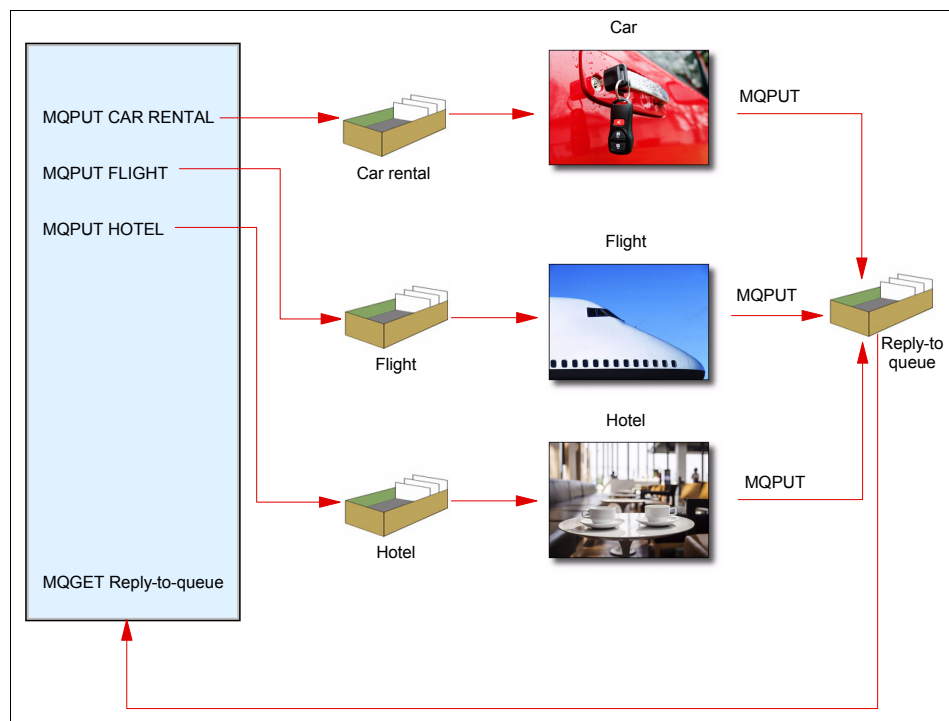 Car
MQPUT CAR RENTAL
MQPUT
MQPUT FLIGHT
Car rental
MQPUT HOTEL
Flight
MQPUT
Reply-to
queue
Flight
Hotel
MQPUT
Hotel
MQGET Reply-to-queue